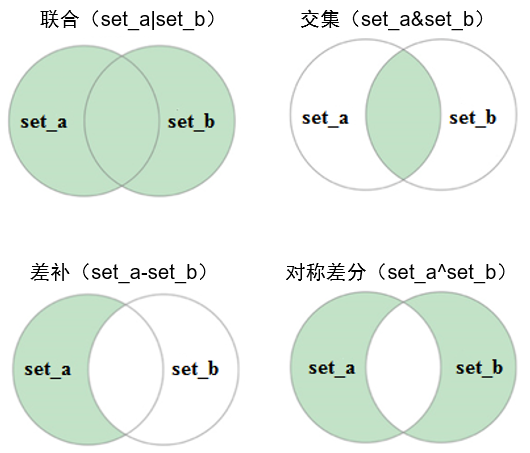 联合（set_a|set_b）
交集（set_a&set_b）
set_a
set_b
set_a
set_b
差补（set_a-set_b）
对称差分（set_a^set_b）
set_a
set_b
set_a
set_b